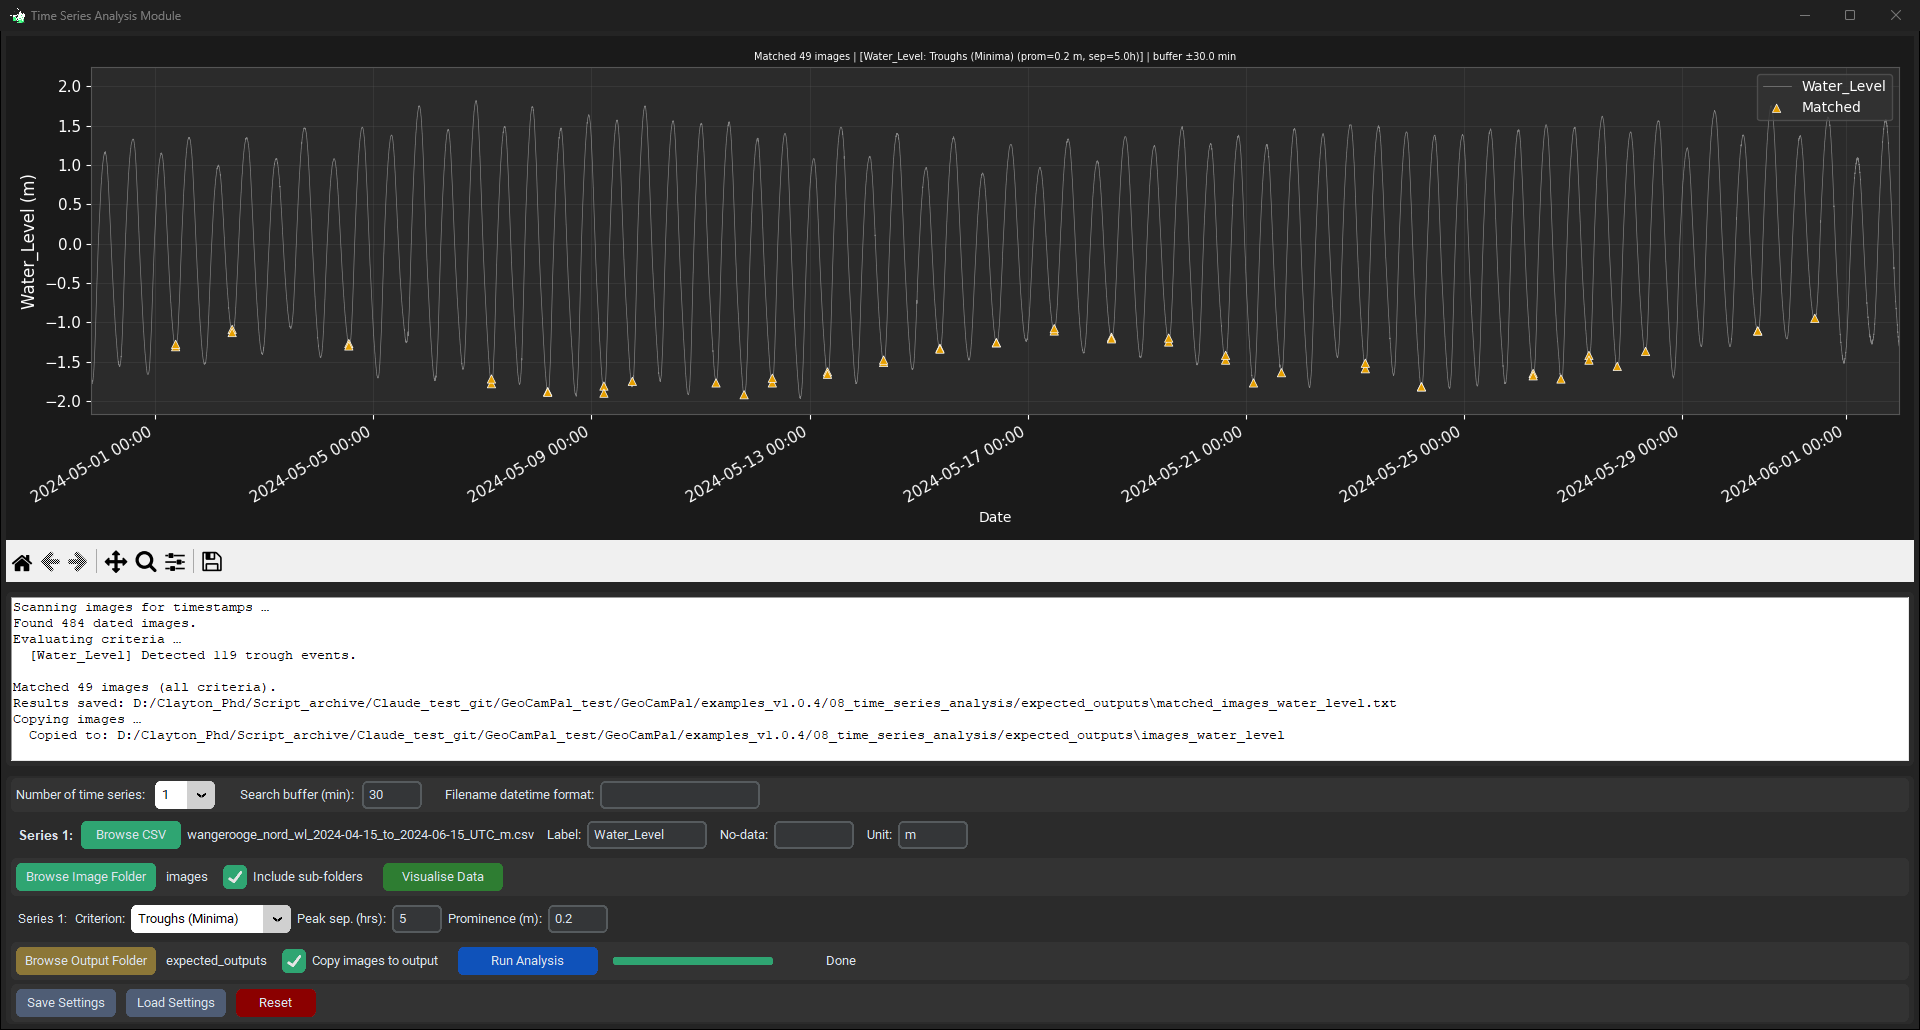 Time Series Analysis Module
Matched 49 images | [Water_Level: Troughs (Minima) (prom=0.2 m, sep=5.0h)] | buffer ±30.0 min
Water_Level
Matched
Water_Level (m)
2.0
1.5
1.0
0.5
0.0
−0.5
−1.0
−1.5
−2.0
2024-05-01 00:00
2024-05-05 00:00
2024-05-09 00:00
2024-05-13 00:00
2024-05-17 00:00
2024-05-21 00:00
2024-05-25 00:00
2024-05-29 00:00
2024-06-01 00:00
Date
Scanning images for timestamps …
Found 484 dated images.
Evaluating criteria …
[Water_Level] Detected 119 trough events.
Matched 49 images (all criteria).
Results saved: D:/Clayton_Phd/Script_archive/Claude_test_git/GeoCamPal_test/GeoCamPal/examples_v1.0.4/08_time_series_analysis/expected_outputs\matched_images_water_level.txt
Copying images …
Copied to: D:/Clayton_Phd/Script_archive/Claude_test_git/GeoCamPal_test/GeoCamPal/examples_v1.0.4/08_time_series_analysis/expected_outputs\images_water_level
Number of time series: 1 Search buffer (min): 30 Filename datetime format:
Series 1: Browse CSV wangerooge_nord_wl_2024-04-15_to_2024-06-15_UTC_m.csv Label: Water_Level No-data: Unit: m
Browse Image Folder images Include sub-folders Visualise Data
Series 1: Criterion: Troughs (Minima) Peak sep. (hrs): 5 Prominence (m): 0.2
Browse Output Folder expected_outputs Copy images to output Run Analysis Done
Save Settings Load Settings Reset